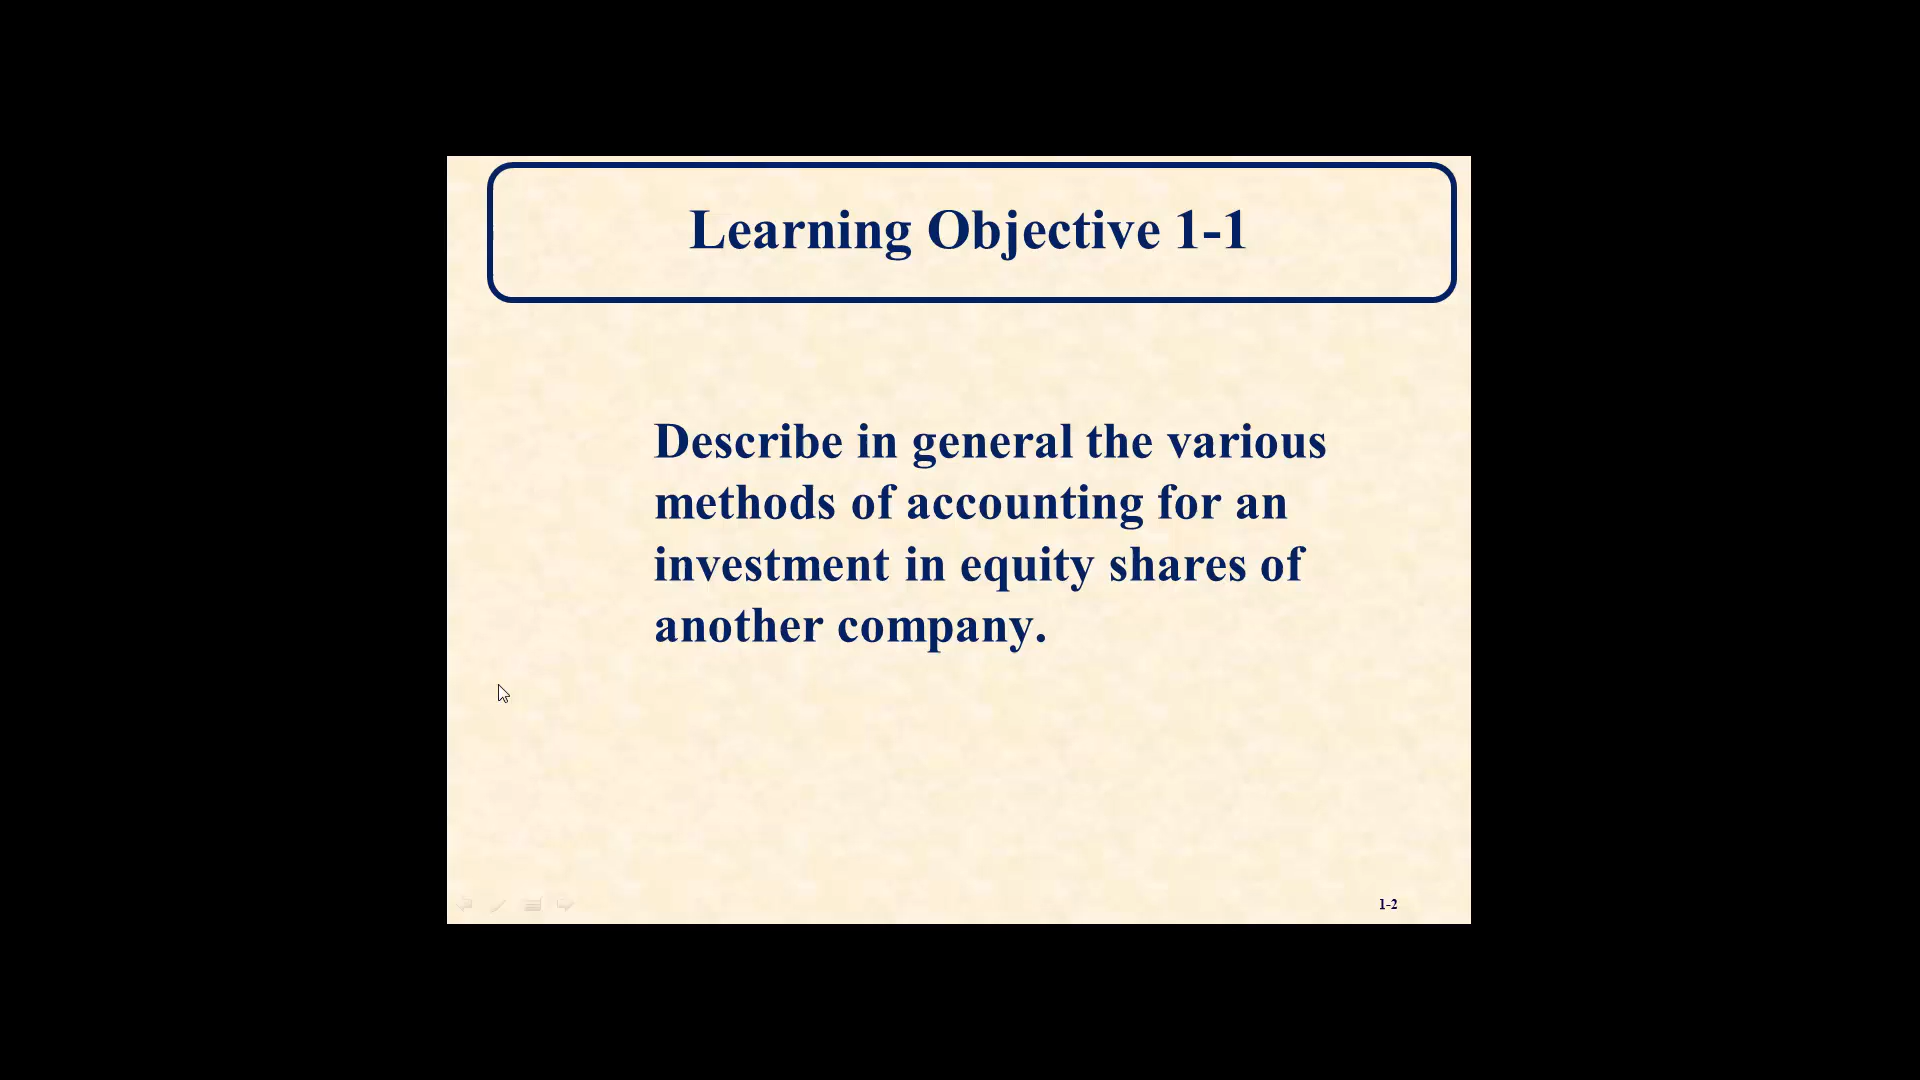 Learning Objective 1-1
Describe in general the various
methods of accounting for an
investment in equity shares of
another company.
1-2